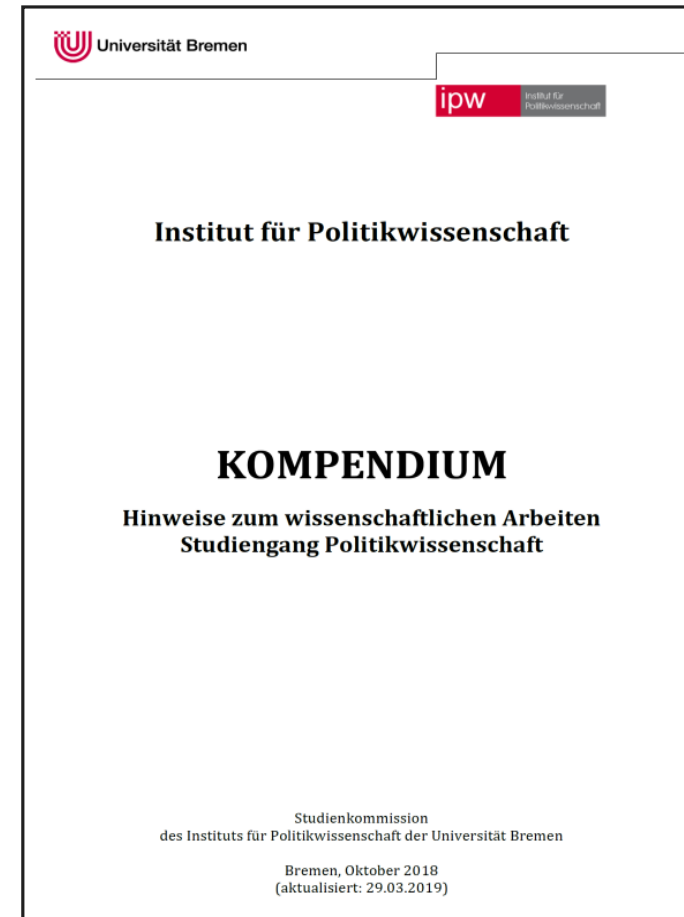 Universität Bremen
ipw
Institut für
Politikwissenschaft
Institut für Politikwissenschaft
KOMPENDIUM
Hinweise zum wissenschaftlichen Arbeiten
Studiengang Politikwissenschaft
Studienkommission
des Instituts für Politikwissenschaft der Universität Bremen
Bremen, Oktober 2018
(aktualisiert: 29.03.2019)